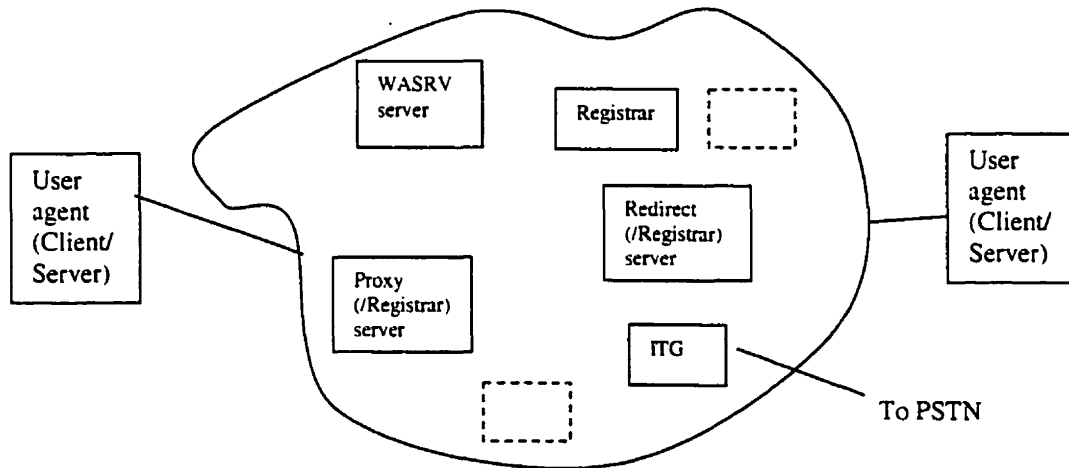 WASRV
server
Registrar
User
agent
(Client/
Server)
User
agent
(Client/
Server)
Redirect
(/Registrar)
server
Proxy
(/Registrar)
server
ITG
To PSTN